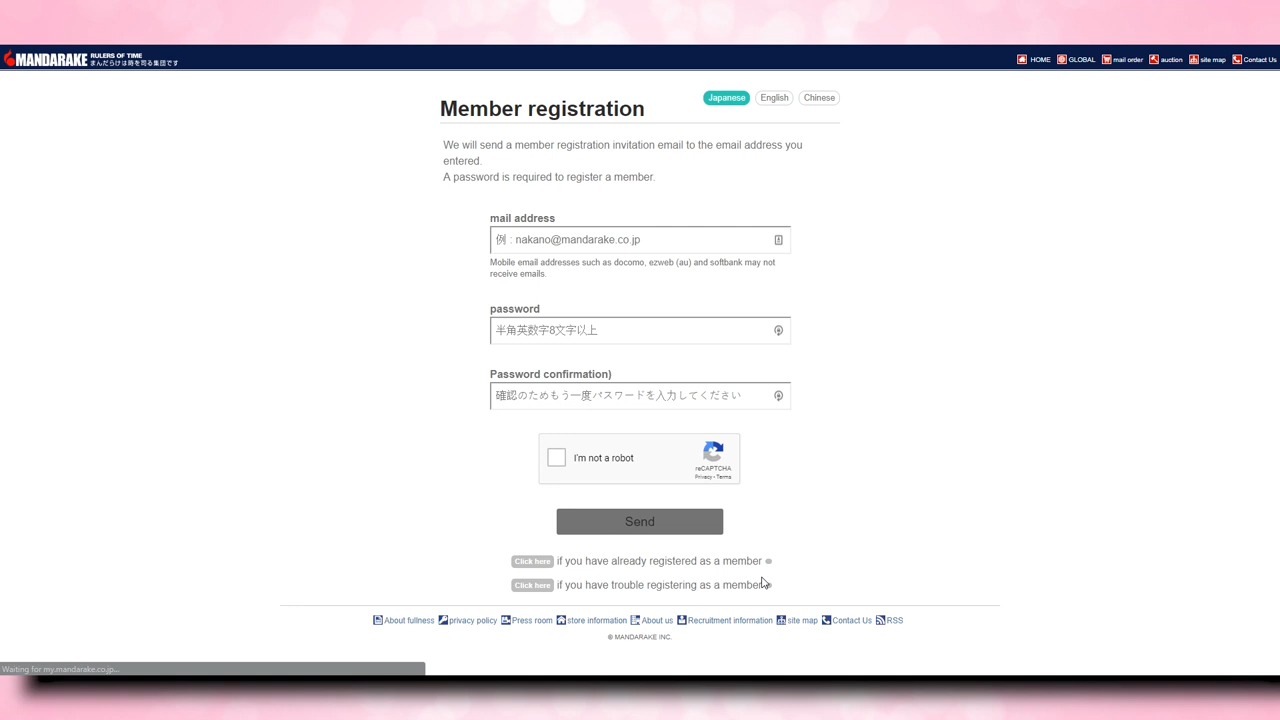 MANDARAKE RULERS OF TIME
まんだらけは時を司る集団です
HOME GLOBAL mail order auction site map Contact Us
Japanese English Chinese
Member registration
We will send a member registration invitation email to the email address you
entered.
A password is required to register a member.
mail address
例 : nakano@mandarake.co.jp
Mobile email addresses such as docomo, ezweb (au) and softbank may not
receive emails.
password
半角英数字8文字以上
Password confirmation)
確認のためもう一度パスワードを入力してください
I'm not a robot
reCAPTCHA
Privacy - Terms
Send
Click here if you have already registered as a member
Click here if you have trouble registering as a member
About fullness privacy policy Press room store information About us Recruitment information site map Contact Us RSS
© MANDARAKE INC.
Waiting for my.mandarake.co.jp...